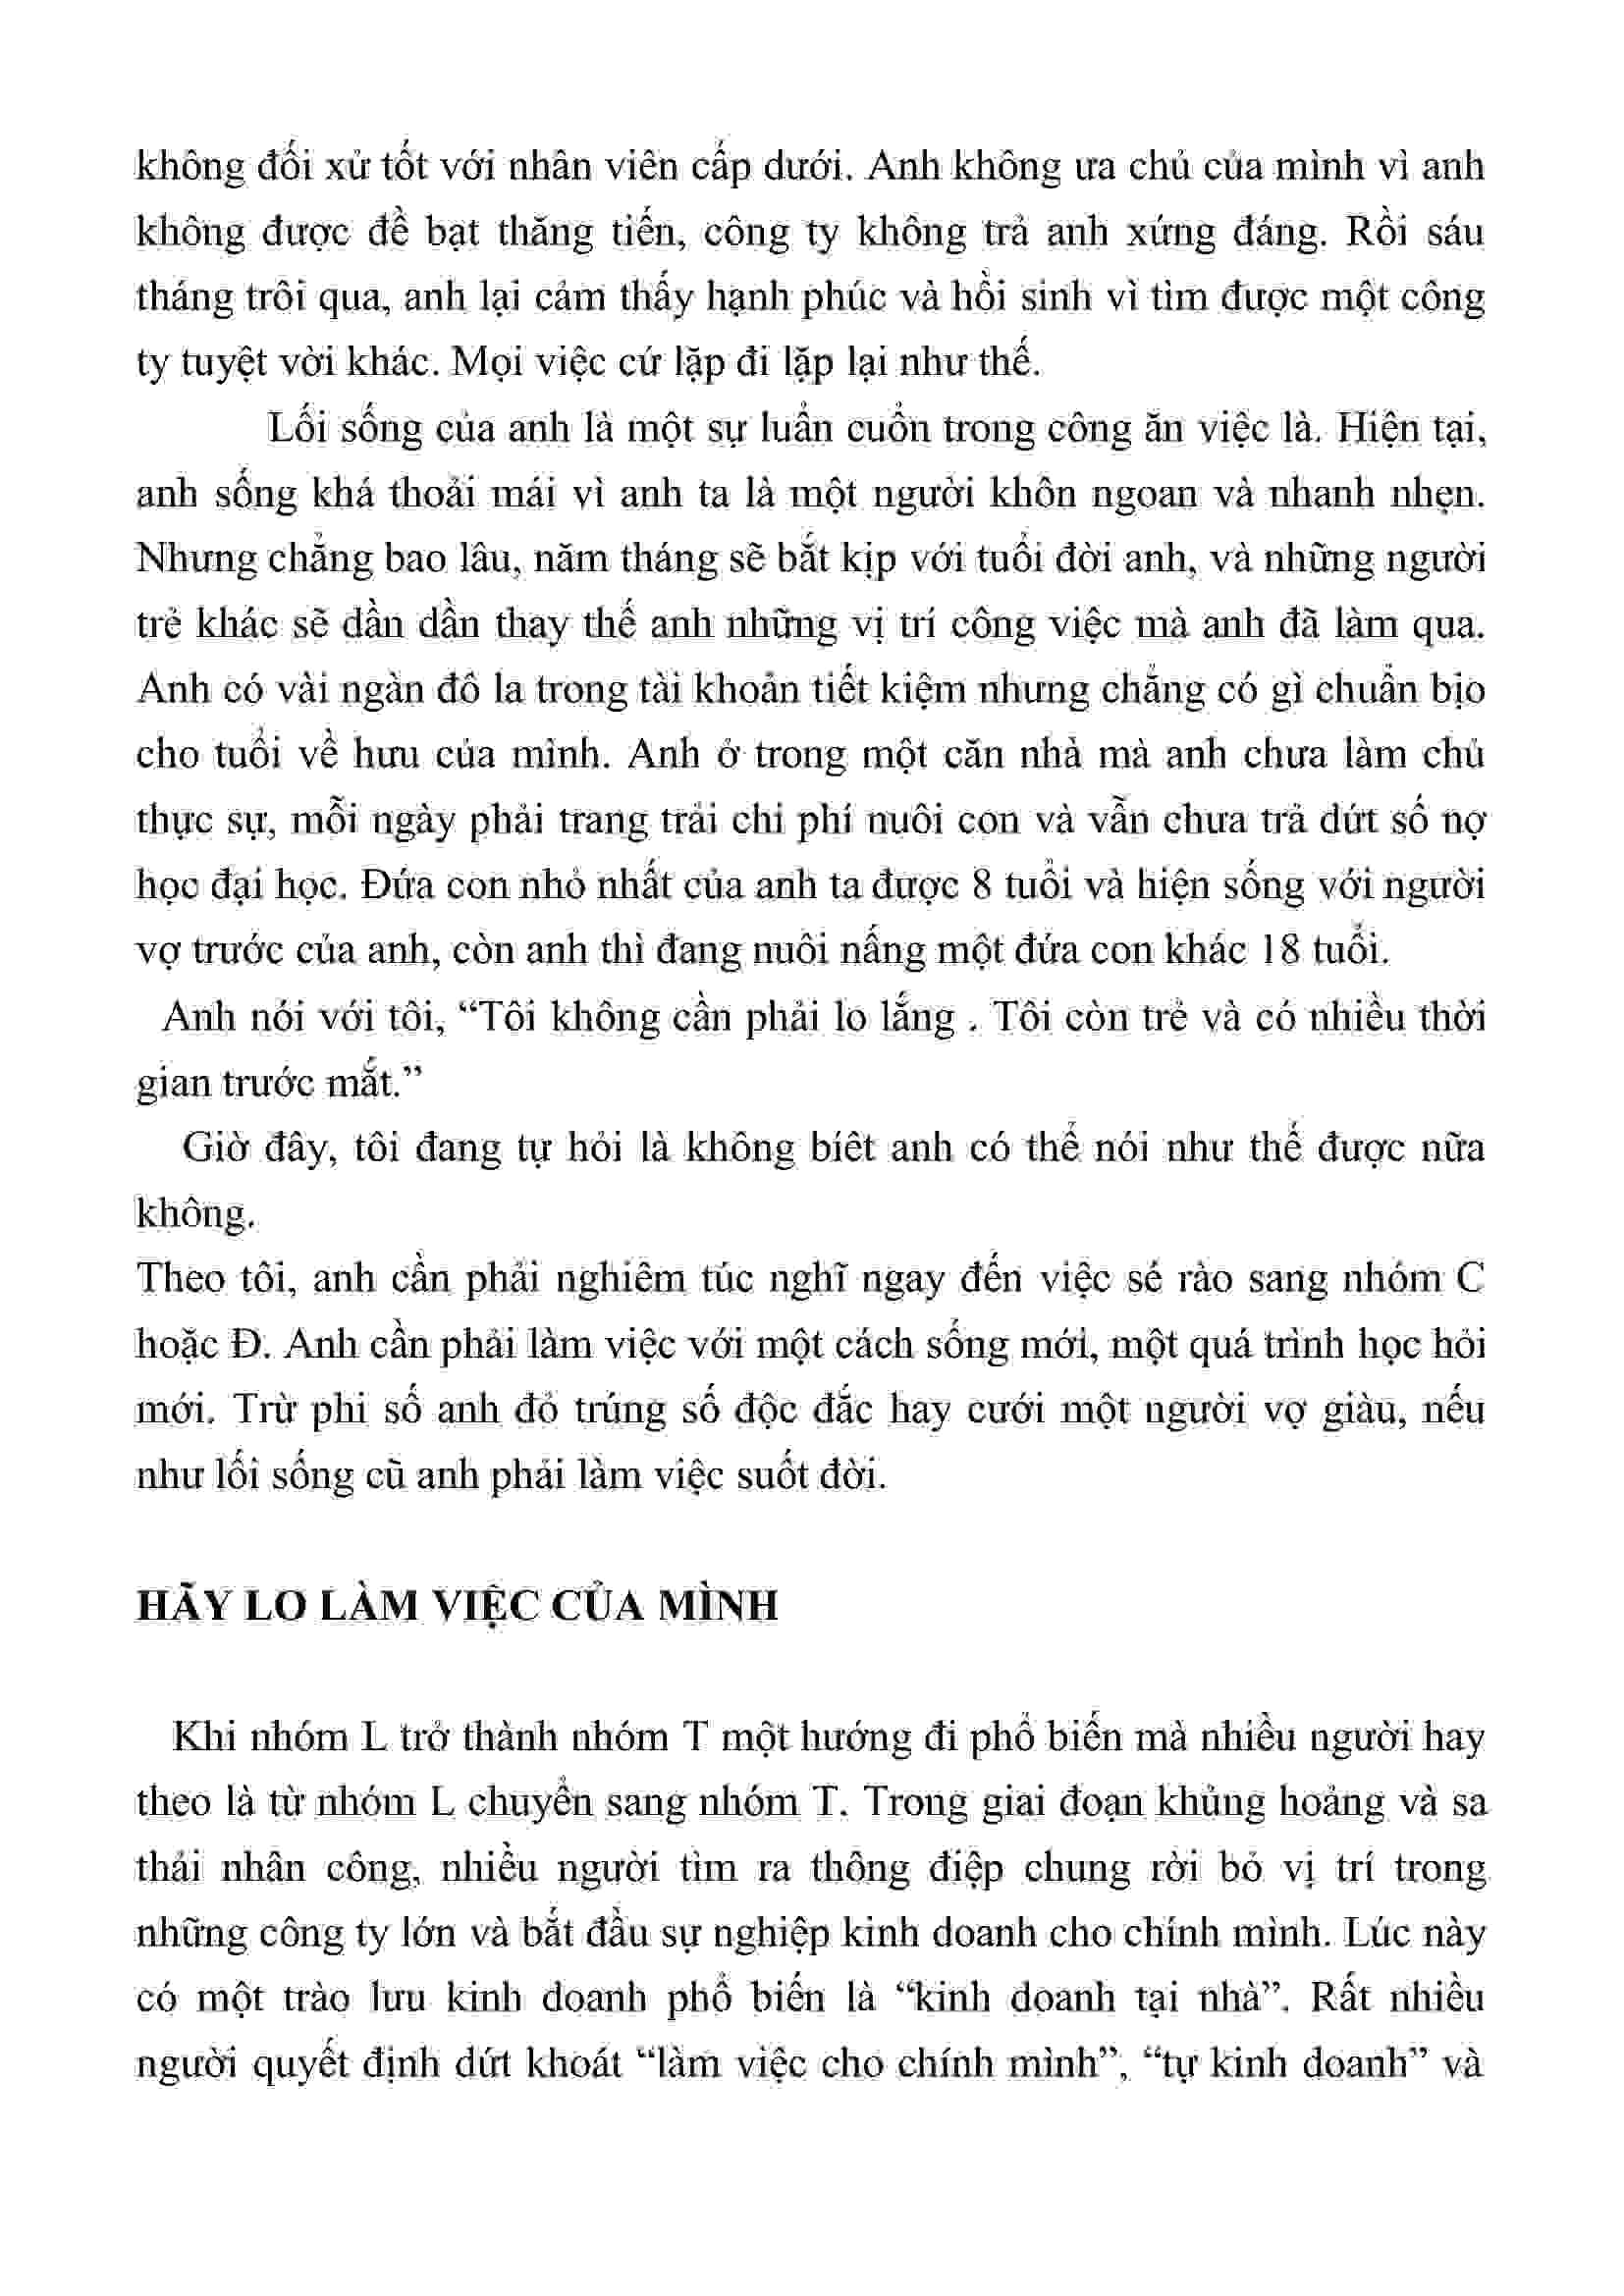 không đối xử tốt với nhân viên cấp dưới. Anh không ưa chủ của mình vì anh
không được đề bạt thăng tiến, công ty không trả anh xứng đáng. Rồi sáu
tháng trôi qua, anh lại cảm thấy hạnh phúc và hồi sinh vì tìm được một công
ty tuyệt vời khác. Mọi việc cứ lặp đi lặp lại như thế.
Lối sống của anh là một sự luẩn cuổn trong công ăn việc là. Hiện tại,
anh sống khá thoải mái vì anh ta là một người khôn ngoan và nhanh nhẹn.
Nhưng chẳng bao lâu, năm tháng sẽ bắt kịp với tuổi đời anh, và những người
trẻ khác sẽ dần dần thay thế anh những vị trí công việc mà anh đã làm qua.
Anh có vài ngàn đô la trong tài khoản tiết kiệm nhưng chẳng có gì chuẩn bịo
cho tuổi về hưu của mình. Anh ở trong một căn nhà mà anh chưa làm chủ
thực sự, mỗi ngày phải trang trải chi phí nuôi con và vẫn chưa trả dứt số nợ
học đại học. Đứa con nhỏ nhất của anh ta được 8 tuổi và hiện sống với người
vợ trước của anh, còn anh thì đang nuôi nấng một đứa con khác 18 tuổi.
Anh nói với tôi, “Tôi không cần phải lo lắng . Tôi còn trẻ và có nhiều thời
gian trước mắt.”
Giờ đây, tôi đang tự hỏi là không biêt anh có thể nói như thế được nữa
không.
Theo tôi, anh cần phải nghiêm túc nghĩ ngay đến việc sé rào sang nhóm C
hoặc Đ. Anh cần phải làm việc với một cách sống mới, một quá trình học hỏi
mới. Trừ phi số anh đỏ trúng số độc đắc hay cưới một người vợ giàu, nếu
như lối sống cũ anh phải làm việc suốt đời.
HÃY LO LÀM VIỆC CỦA MÌNH
Khi nhóm L trở thành nhóm T một hướng đi phổ biến mà nhiều người hay
theo là từ nhóm L chuyển sang nhóm T. Trong giai đoạn khủng hoảng và sa
thải nhân công, nhiều người tìm ra thông điệp chung rời bỏ vị trí trong
những công ty lớn và bắt đầu sự nghiệp kinh doanh cho chính mình. Lúc này
có một trào lưu kinh doanh phổ biến là “kinh doanh tại nhà”. Rất nhiều
người quyết định dứt khoát “làm việc cho chính mình”, “tự kinh doanh” và